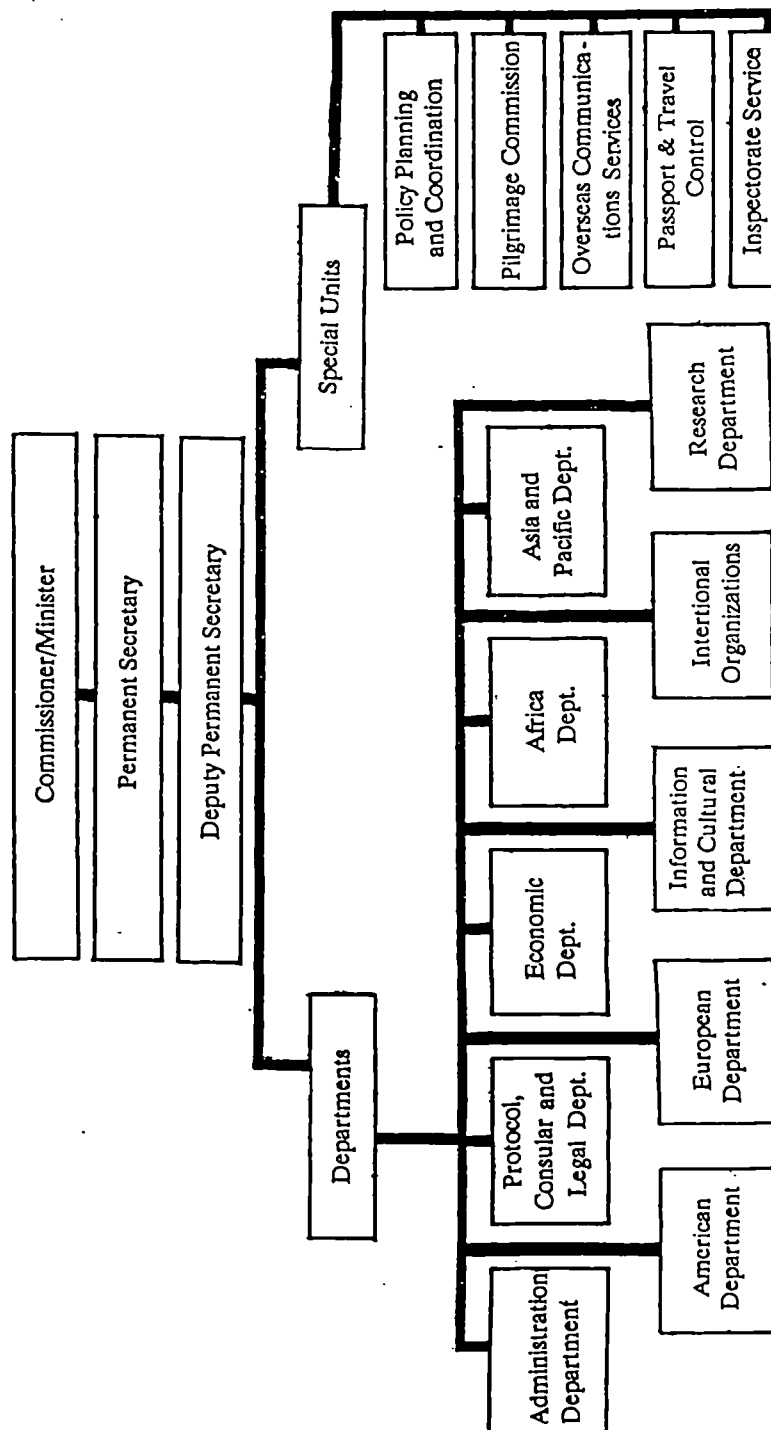 Commissioner/Minister
Permanent Secretary
Deputy Permanent Secretary
Departments
Special Units
Administration
Department
Protocol,
Consular and
Legal Dept.
Economic
Dept.
Africa
Dept.
Asia and
Pacific Dept.
American
Department
European
Department
Information
and Cultural
Department
Intertional
Organizations
Research
Department
Policy Planning
and Coordination
Pilgrimage Commission
Overseas Communica-
tions Services
Passport & Travel
Control
Inspectorate Service